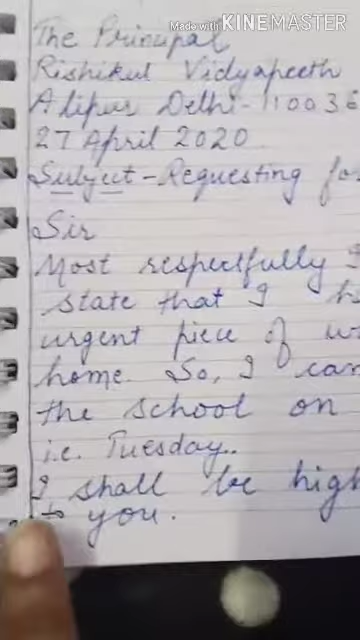 Made with KINEMASTER
The Principal
Rishikul Vidyapeeth
Alipur Delhi-110036
27 April 2020
Subject-Requesting fo
Sir
Most respectfully I
state that I h
urgent piece of w
home. So, I can
the school on
i.e. Tuesday..
I shall be high
to you.